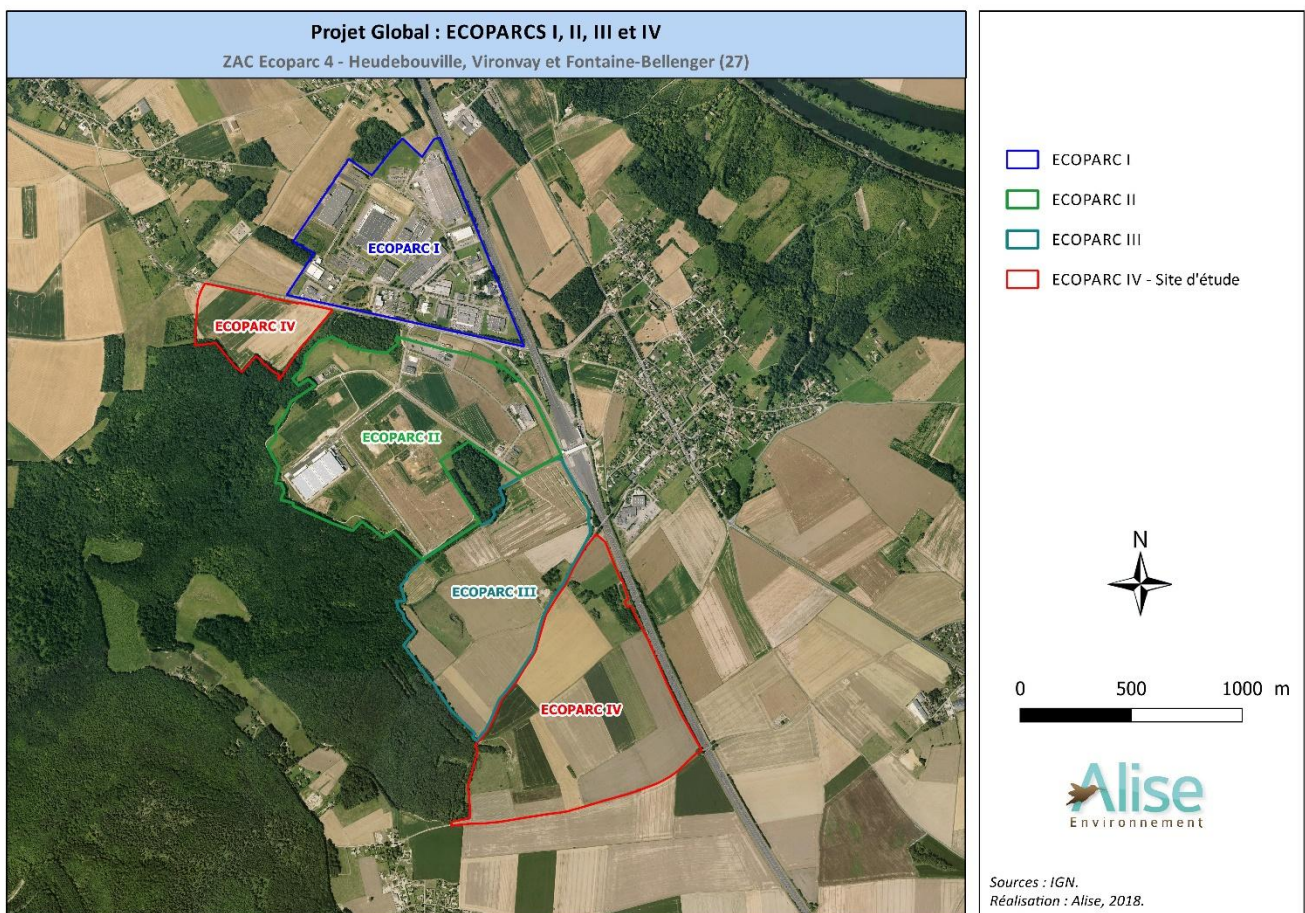 Projet Global : ECOPARCS I, II, III et IV
ZAC Ecoparc 4 - Heudebouville, Vironvay et Fontaine-Bellenger (27)
ECOPARC I
ECOPARC IV
ECOPARC II
ECOPARC III
ECOPARC IV
ECOPARC I
ECOPARC II
ECOPARC III
ECOPARC IV - Site d'étude
N
0 500 1000 m
Alise
Environnement
Sources : IGN.
Réalisation : Alise, 2018.